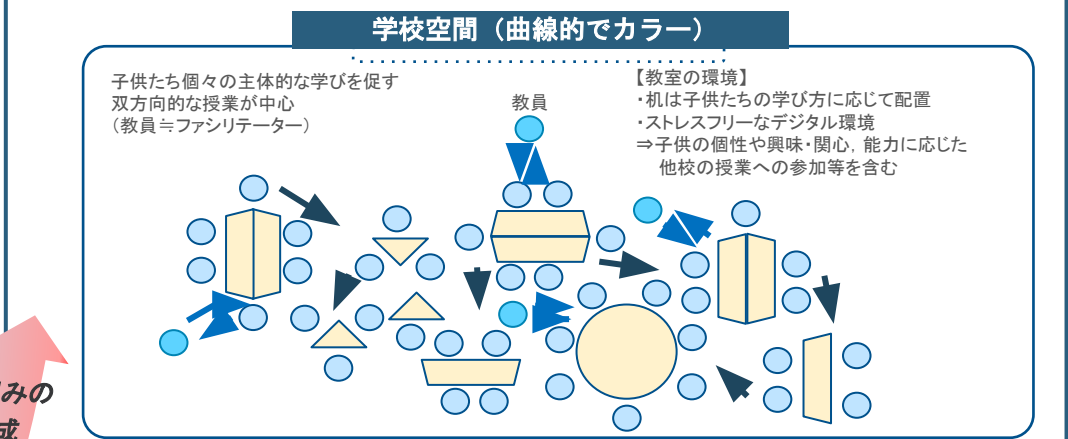 学校空間（曲線的でカラー）
子供たち個々の主体的な学びを促す
双方向的な授業が中心
（教員≒ファシリテーター）
教員
【教室の環境】
・机は子供たちの学び方に応じて配置
・ストレスフリーなデジタル環境
⇒子供の個性や興味・関心，能力に応じた
他校の授業への参加等を含む
みの
成